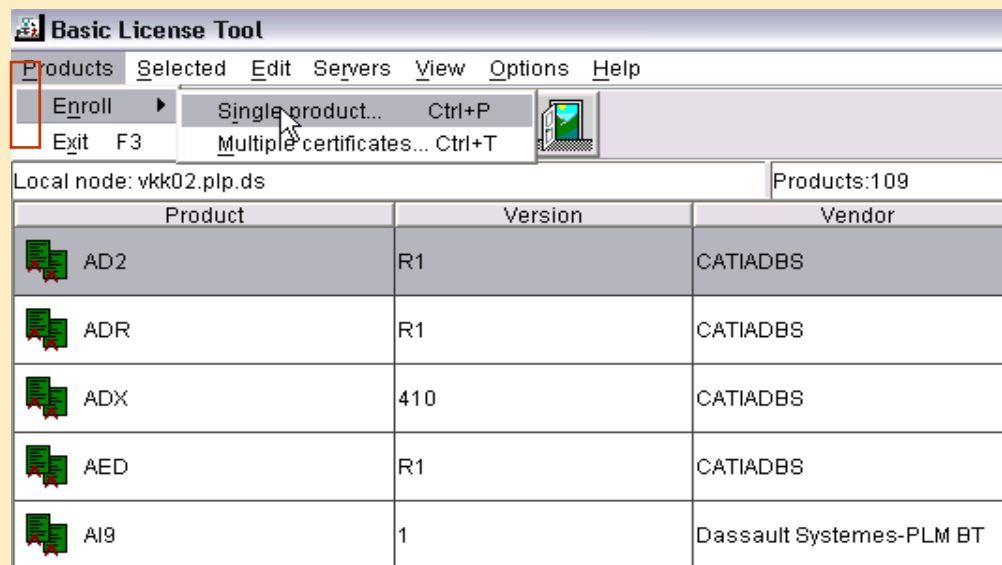 Basic License Tool
Products Selected Edit Servers View Options Help
Enroll Single product... Ctrl+P
Exit F3 Multiple certificates... Ctrl+T
Local node: vkk02.plp.ds Products:109
Product Version Vendor
AD2 R1 CATIADBS
ADR R1 CATIADBS
ADX 410 CATIADBS
AED R1 CATIADBS
AI9 1 Dassault Systemes-PLM BT